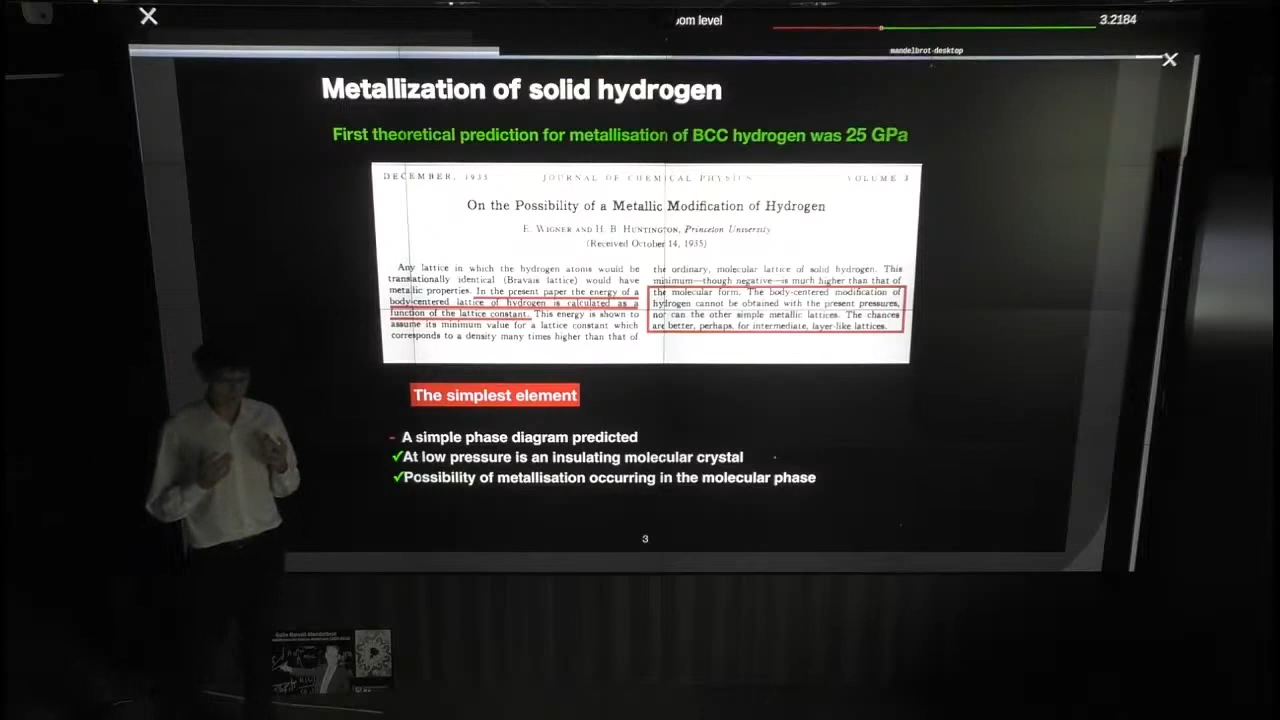 om level
3.2184
mandelbrot-desktop
Metallization of solid hydrogen
First theoretical prediction for metallisation of BCC hydrogen was 25 GPa
DECEMBER, 1935 JOURNAL OF CHEMICAL PHYSICS VOLUME 3
On the Possibility of a Metallic Modification of Hydrogen
E. WIGNER AND H. B. HUNTINGTON, Princeton University
(Received October 14, 1935)
Any lattice in which the hydrogen atoms would be
translationally identical (Bravais lattice) would have
metallic properties. In the present paper the energy of a
body-centered lattice of hydrogen is calculated as a
function of the lattice constant. This energy is shown to
assume its minimum value for a lattice constant which
corresponds to a density many times higher than that of
the ordinary, molecular lattice of solid hydrogen. This
minimum—though negative—is much higher than that of
the molecular form. The body-centered modification of
hydrogen cannot be obtained with the present pressures,
nor can the other simple metallic lattices. The chances
are better, perhaps, for intermediate, layer-like lattices.
The simplest element
- A simple phase diagram predicted
✓At low pressure is an insulating molecular crystal
✓Possibility of metallisation occurring in the molecular phase
3